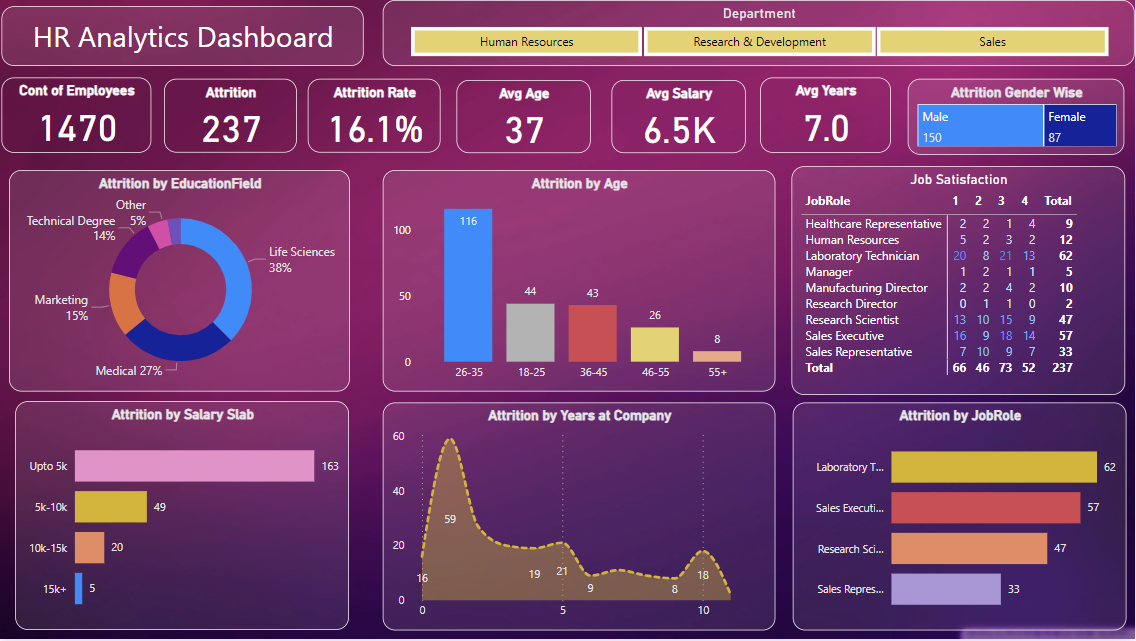 HR Analytics Dashboard
Department
Human Resources
Research & Development
Sales
Cont of Employees
1470
Attrition
237
Attrition Rate
16.1%
Avg Age
37
Avg Salary
6.5K
Avg Years
7.0
Attrition Gender Wise
Male
150
Female
87
Attrition by EducationField
Other
5%
Technical Degree
14%
Life Sciences
38%
Marketing
15%
Medical 27%
Attrition by Age
100
50
0
116
44
43
26
8
26-35
18-25
36-45
46-55
55+
Job Satisfaction
JobRole 1 2 3 4 Total
Healthcare Representative 2 2 1 4 9
Human Resources 5 2 3 2 12
Laboratory Technician 20 8 21 13 62
Manager 1 2 1 1 5
Manufacturing Director 2 2 4 2 10
Research Director 0 1 1 0 2
Research Scientist 13 10 15 9 47
Sales Executive 16 9 18 14 57
Sales Representative 7 10 9 7 33
Total 66 46 73 52 237
Attrition by Salary Slab
Upto 5k 163
5k-10k 49
10k-15k 20
15k+ 5
Attrition by Years at Company
60
40
20
0
16
59
19
21
9
8
18
0
5
10
Attrition by JobRole
Laboratory T... 62
Sales Executi... 57
Research Sci... 47
Sales Repres... 33